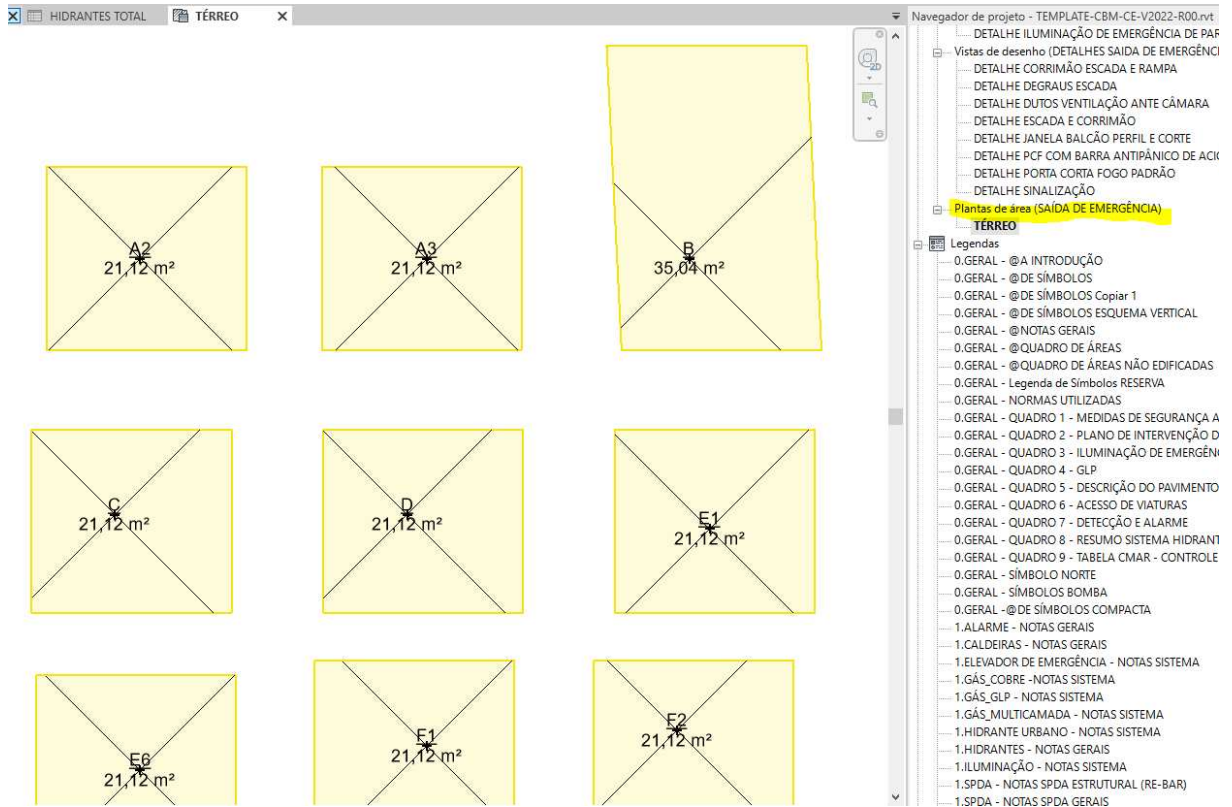 HIDRANTES TOTAL
TÉRREO
A2
21,12 m²
A3
21,12 m²
B
35,04 m²
C
21,12 m²
D
21,12 m²
E1
21,12 m²
E6
21,12 m²
F1
21,12 m²
F2
21,12 m²
2D
Navegador de projeto - TEMPLATE-CBM-CE-V2022-R00.rvt
DETALHE ILUMINAÇÃO DE EMERGÊNCIA DE PAR
Vistas de desenho (DETALHES SAIDA DE EMERGÊNCI
DETALHE CORRIMÃO ESCADA E RAMPA
DETALHE DEGRAUS ESCADA
DETALHE DUTOS VENTILAÇÃO ANTE CÂMARA
DETALHE ESCADA E CORRIMÃO
DETALHE JANELA BALCÃO PERFIL E CORTE
DETALHE PCF COM BARRA ANTIPÂNICO DE ACIO
DETALHE PORTA CORTA FOGO PADRÃO
DETALHE SINALIZAÇÃO
Plantas de área (SAÍDA DE EMERGÊNCIA)
TÉRREO
Legendas
0.GERAL - @A INTRODUÇÃO
0.GERAL - @DE SÍMBOLOS
0.GERAL - @DE SÍMBOLOS Copiar 1
0.GERAL - @DE SÍMBOLOS ESQUEMA VERTICAL
0.GERAL - @NOTAS GERAIS
0.GERAL - @QUADRO DE ÁREAS
0.GERAL - @QUADRO DE ÁREAS NÃO EDIFICADAS
0.GERAL - Legenda de Símbolos RESERVA
0.GERAL - NORMAS UTILIZADAS
0.GERAL - QUADRO 1 - MEDIDAS DE SEGURANÇA A
0.GERAL - QUADRO 2 - PLANO DE INTERVENÇÃO D
0.GERAL - QUADRO 3 - ILUMINAÇÃO DE EMERGÊNC
0.GERAL - QUADRO 4 - GLP
0.GERAL - QUADRO 5 - DESCRIÇÃO DO PAVIMENTO
0.GERAL - QUADRO 6 - ACESSO DE VIATURAS
0.GERAL - QUADRO 7 - DETECÇÃO E ALARME
0.GERAL - QUADRO 8 - RESUMO SISTEMA HIDRANT
0.GERAL - QUADRO 9 - TABELA CMAR - CONTROLE
0.GERAL - SÍMBOLO NORTE
0.GERAL - SÍMBOLOS BOMBA
0.GERAL -@DE SÍMBOLOS COMPACTA
1.ALARME - NOTAS GERAIS
1.CALDEIRAS - NOTAS GERAIS
1.ELEVADOR DE EMERGÊNCIA - NOTAS SISTEMA
1.GÁS_COBRE -NOTAS SISTEMA
1.GÁS_GLP - NOTAS SISTEMA
1.GÁS_MULTICAMADA - NOTAS SISTEMA
1.HIDRANTE URBANO - NOTAS SISTEMA
1.HIDRANTES - NOTAS GERAIS
1.ILUMINAÇÃO - NOTAS SISTEMA
1.SPDA - NOTAS SPDA ESTRUTURAL (RE-BAR)
1.SPDA - NOTAS SPDA GERAIS